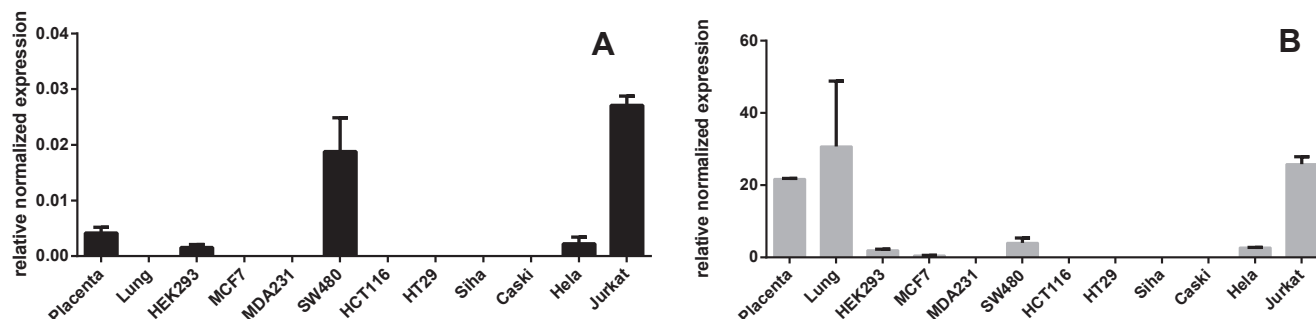 A
relative normalized expression
0.04
0.03
0.02
0.01
0.00
Placenta
Lung
HEK293
MCF7
MDA231
SW480
HCT116
HT29
Siha
Caski
Hela
Jurkat
B
relative normalized expression
60
40
20
0
Placenta
Lung
HEK293
MCF7
MDA231
SW480
HCT116
HT29
Siha
Caski
Hela
Jurkat